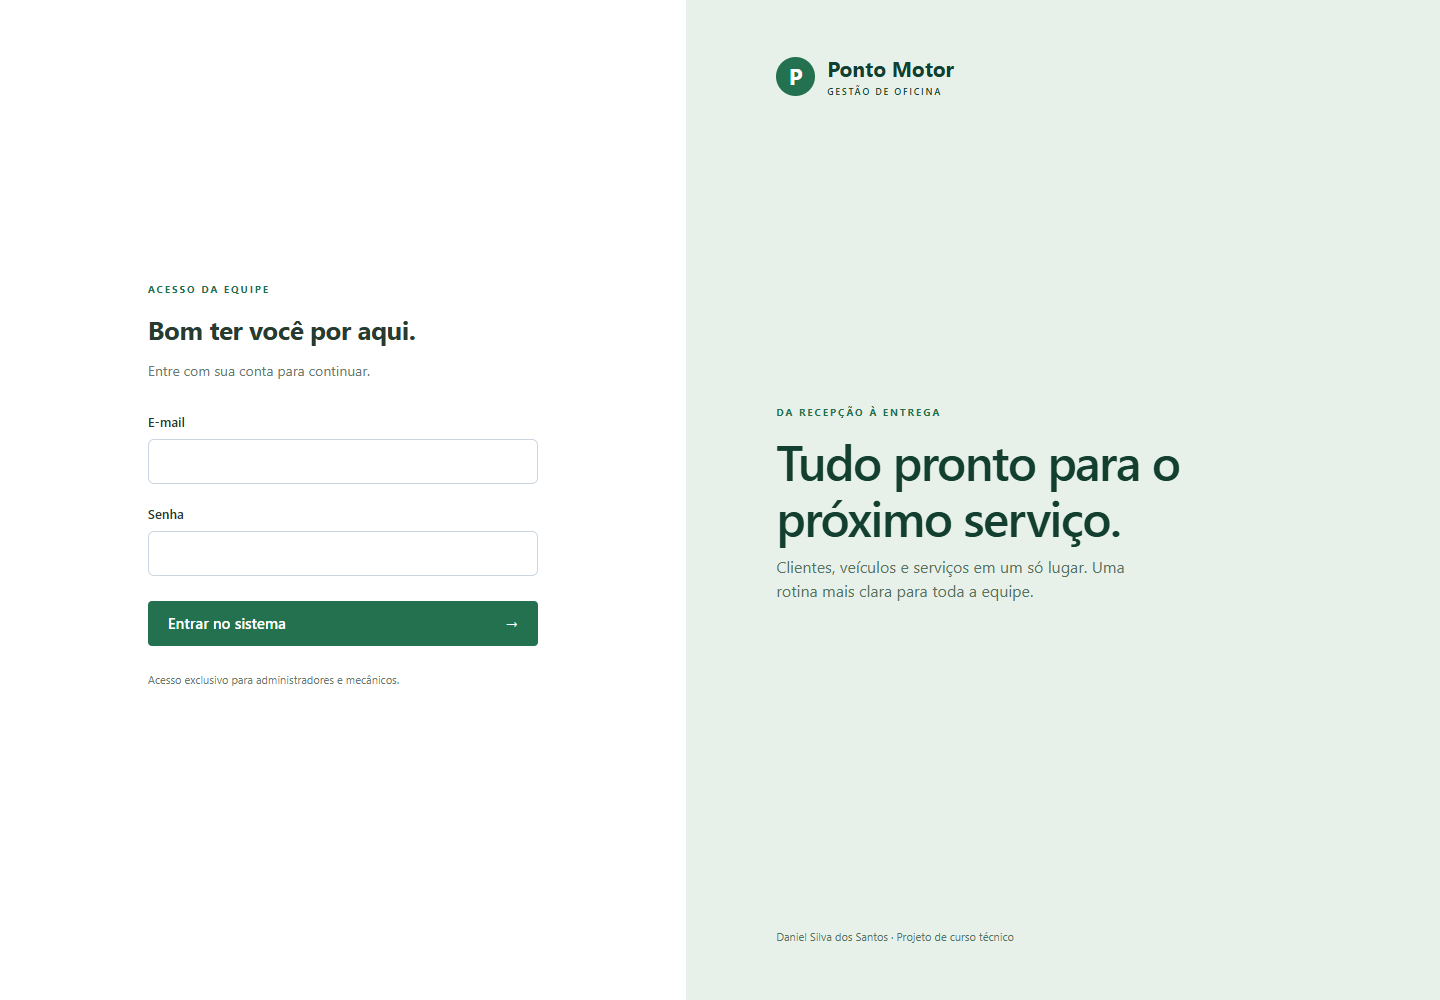 ACESSO DA EQUIPE
Bom ter você por aqui.
Entre com sua conta para continuar.
E-mail
Senha
Entrar no sistema →
Acesso exclusivo para administradores e mecânicos.
P
Ponto Motor
GESTÃO DE OFICINA
DA RECEPÇÃO À ENTREGA
Tudo pronto para o
próximo serviço.
Clientes, veículos e serviços em um só lugar. Uma
rotina mais clara para toda a equipe.
Daniel Silva dos Santos · Projeto de curso técnico